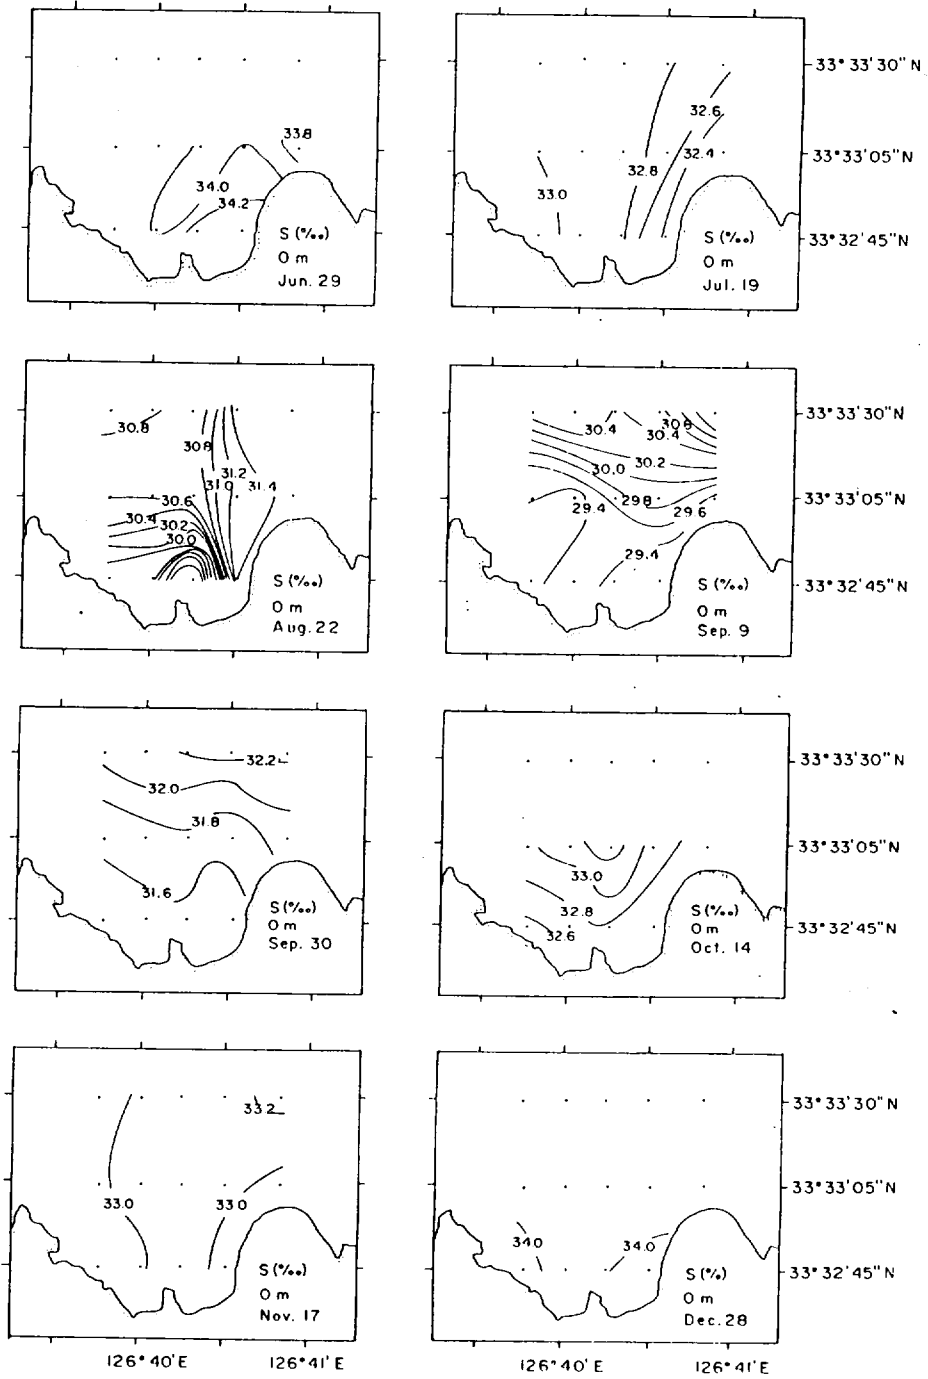 33.8
34.0
34.2
S (‰)
0 m
Jun. 29
32.6
32.4
32.8
33.0
S (‰)
0 m
Jul. 19
33°33'30"N
33°33'05"N
33°32'45"N
30.8
30.8
31.2
31.0
31.4
30.6
30.4
30.2
30.0
S (‰)
0 m
Aug. 22
30.4
30.8
30.4
30.2
30.0
29.8
29.4
29.6
29.4
S (‰)
0 m
Sep. 9
33°33'30"N
33°33'05"N
33°32'45"N
32.2
32.0
31.8
31.6
S (‰)
0 m
Sep. 30
33.0
32.8
32.6
S (‰)
0 m
Oct. 14
33°33'30"N
33°33'05"N
33°32'45"N
33.2
33.0
33.0
S (‰)
0 m
Nov. 17
34.0
34.0
S (‰)
0 m
Dec. 28
33°33'30"N
33°33'05"N
33°32'45"N
126°40'E
126°41'E
126°40'E
126°41'E